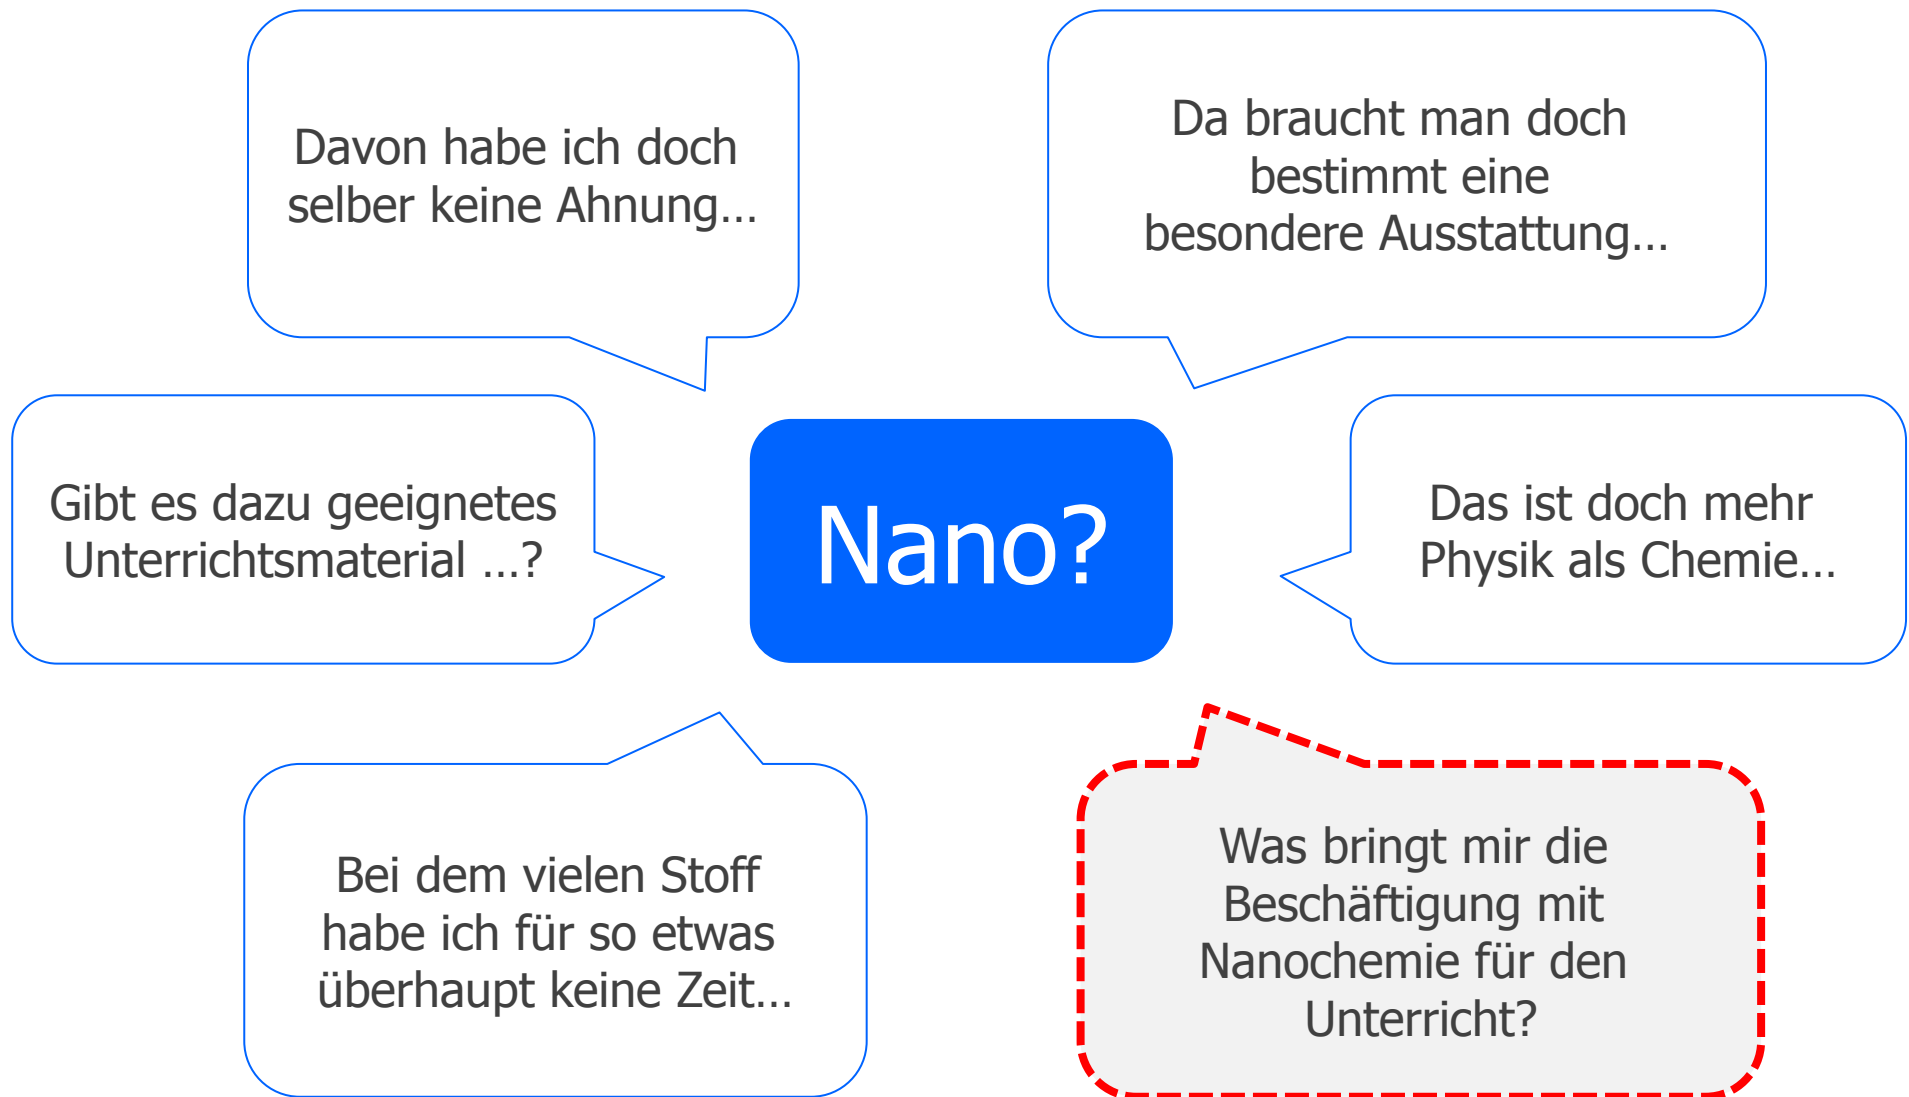 Davon habe ich doch
selber keine Ahnung…
Da braucht man doch
bestimmt eine
besondere Ausstattung…
Gibt es dazu geeignetes
Unterrichtsmaterial …?
Nano?
Das ist doch mehr
Physik als Chemie…
Bei dem vielen Stoff
habe ich für so etwas
überhaupt keine Zeit…
Was bringt mir die
Beschäftigung mit
Nanochemie für den
Unterricht?